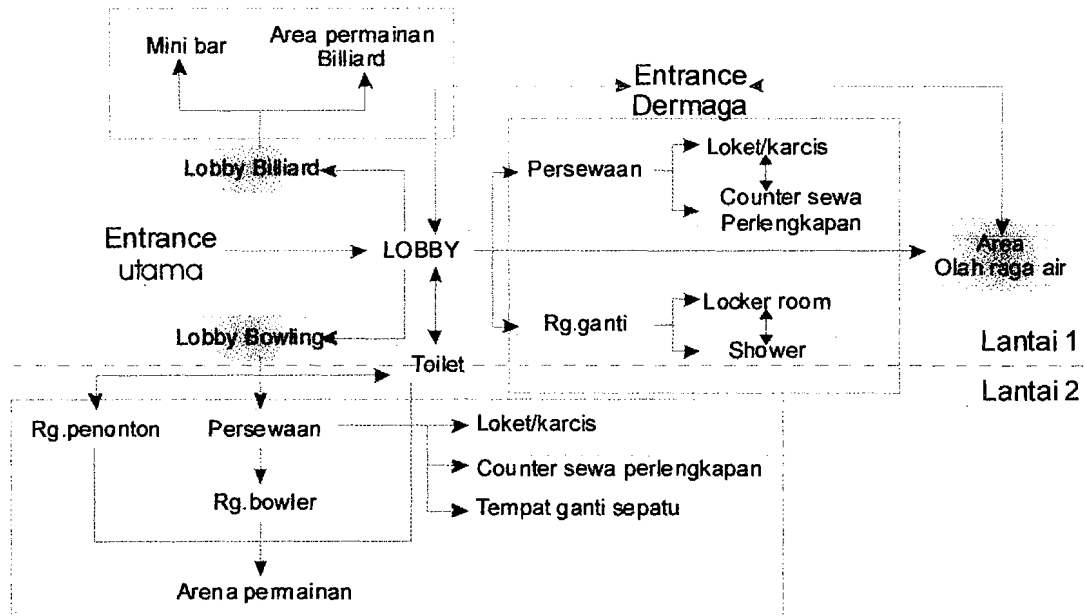 Mini bar
Area permainan
Billiard
Entrance
Dermaga
Lobby Billiard
Persewaan
Loket/karcis
Counter sewa
Perlengkapan
Entrance
utama
LOBBY
Area
Olah raga air
Rg.ganti
Locker room
Shower
Lobby Bowling
Toilet
Lantai 1
Lantai 2
Rg.penonton
Persewaan
Loket/karcis
Counter sewa perlengkapan
Rg.bowler
Tempat ganti sepatu
Arena permainan